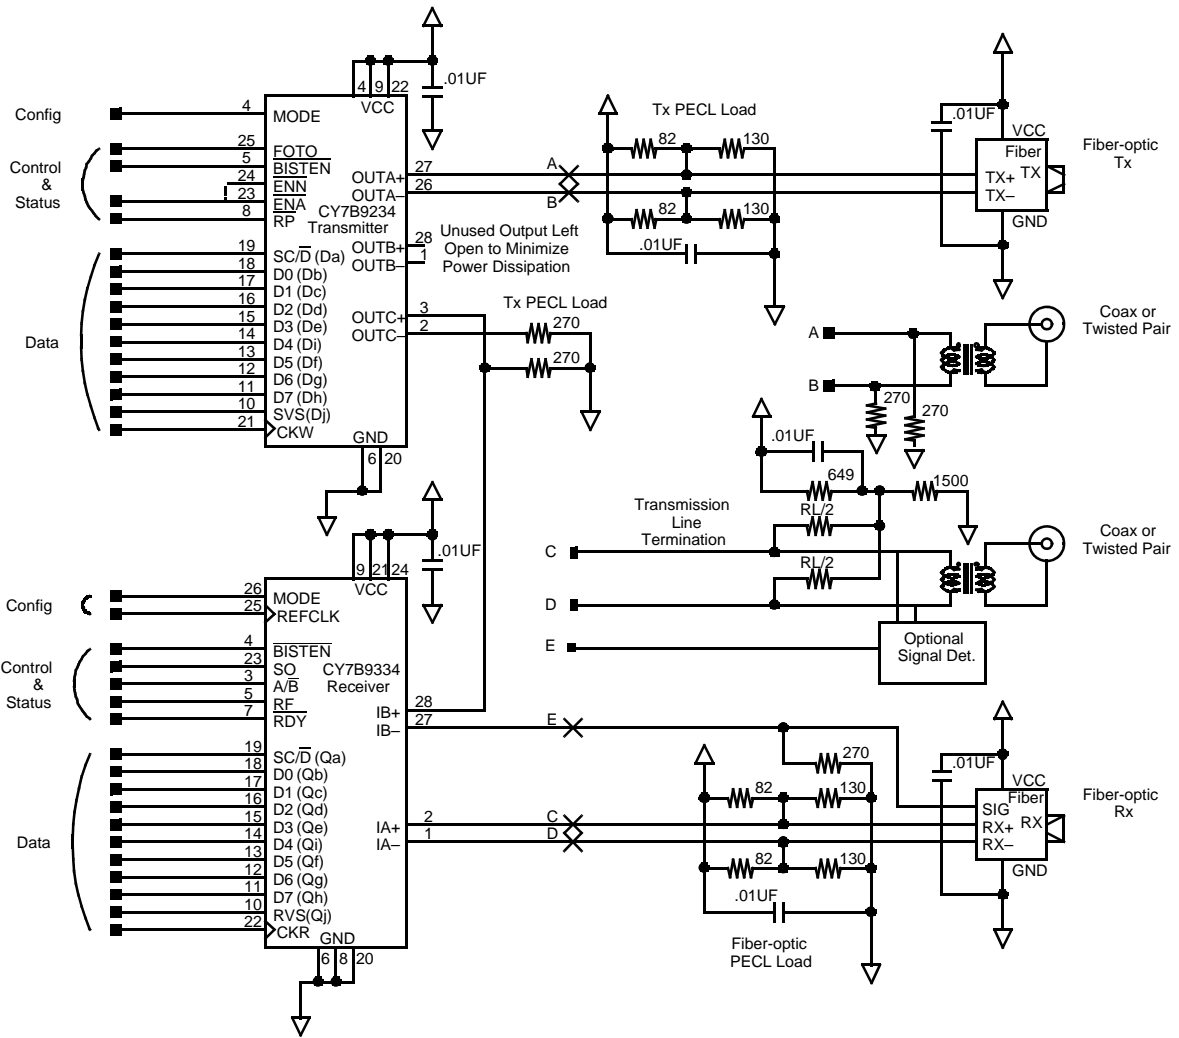 .01UF
4 9 22
VCC
Config
4
MODE
Control
&
Status
25
FOTO
5
BISTEN
24
ENN
23
ENA
8
RP
CY7B9234
Transmitter
OUTA+
27
OUTA–
26
OUTB+
28
OUTB–
1
OUTC+
3
OUTC–
2
Unused Output Left
Open to Minimize
Power Dissipation
Data
19
SC/D (Da)
18
D0 (Db)
17
D1 (Dc)
16
D2 (Dd)
15
D3 (De)
14
D4 (Di)
13
D5 (Df)
12
D6 (Dg)
11
D7 (Dh)
10
SVS(Dj)
21
CKW
GND
6 20
Tx PECL Load
270
270
A
B
Tx PECL Load
82
130
82
130
.01UF
.01UF
VCC
Fiber
TX
TX+
TX–
GND
Fiber-optic
Tx
A
B
270
270
Coax or
Twisted Pair
.01UF
649
1500
RL/2
RL/2
Transmission
Line
Termination
C
D
E
Optional
Signal Det.
Coax or
Twisted Pair
.01UF
9 21 24
VCC
Config
26
MODE
25
REFCLK
Control
&
Status
4
BISTEN
23
SO
3
A/B
5
RF
7
RDY
CY7B9334
Receiver
IB+
28
IB–
27
IA+
2
IA–
1
Data
19
SC/D (Qa)
18
D0 (Qb)
17
D1 (Qc)
16
D2 (Qd)
15
D3 (Qe)
14
D4 (Qi)
13
D5 (Qf)
12
D6 (Qg)
11
D7 (Qh)
10
RVS(Qj)
22
CKR
GND
6 8 20
E
C
D
270
82
130
82
130
.01UF
Fiber-optic
PECL Load
.01UF
VCC
Fiber
SIG
RX
RX+
RX–
GND
Fiber-optic
Rx